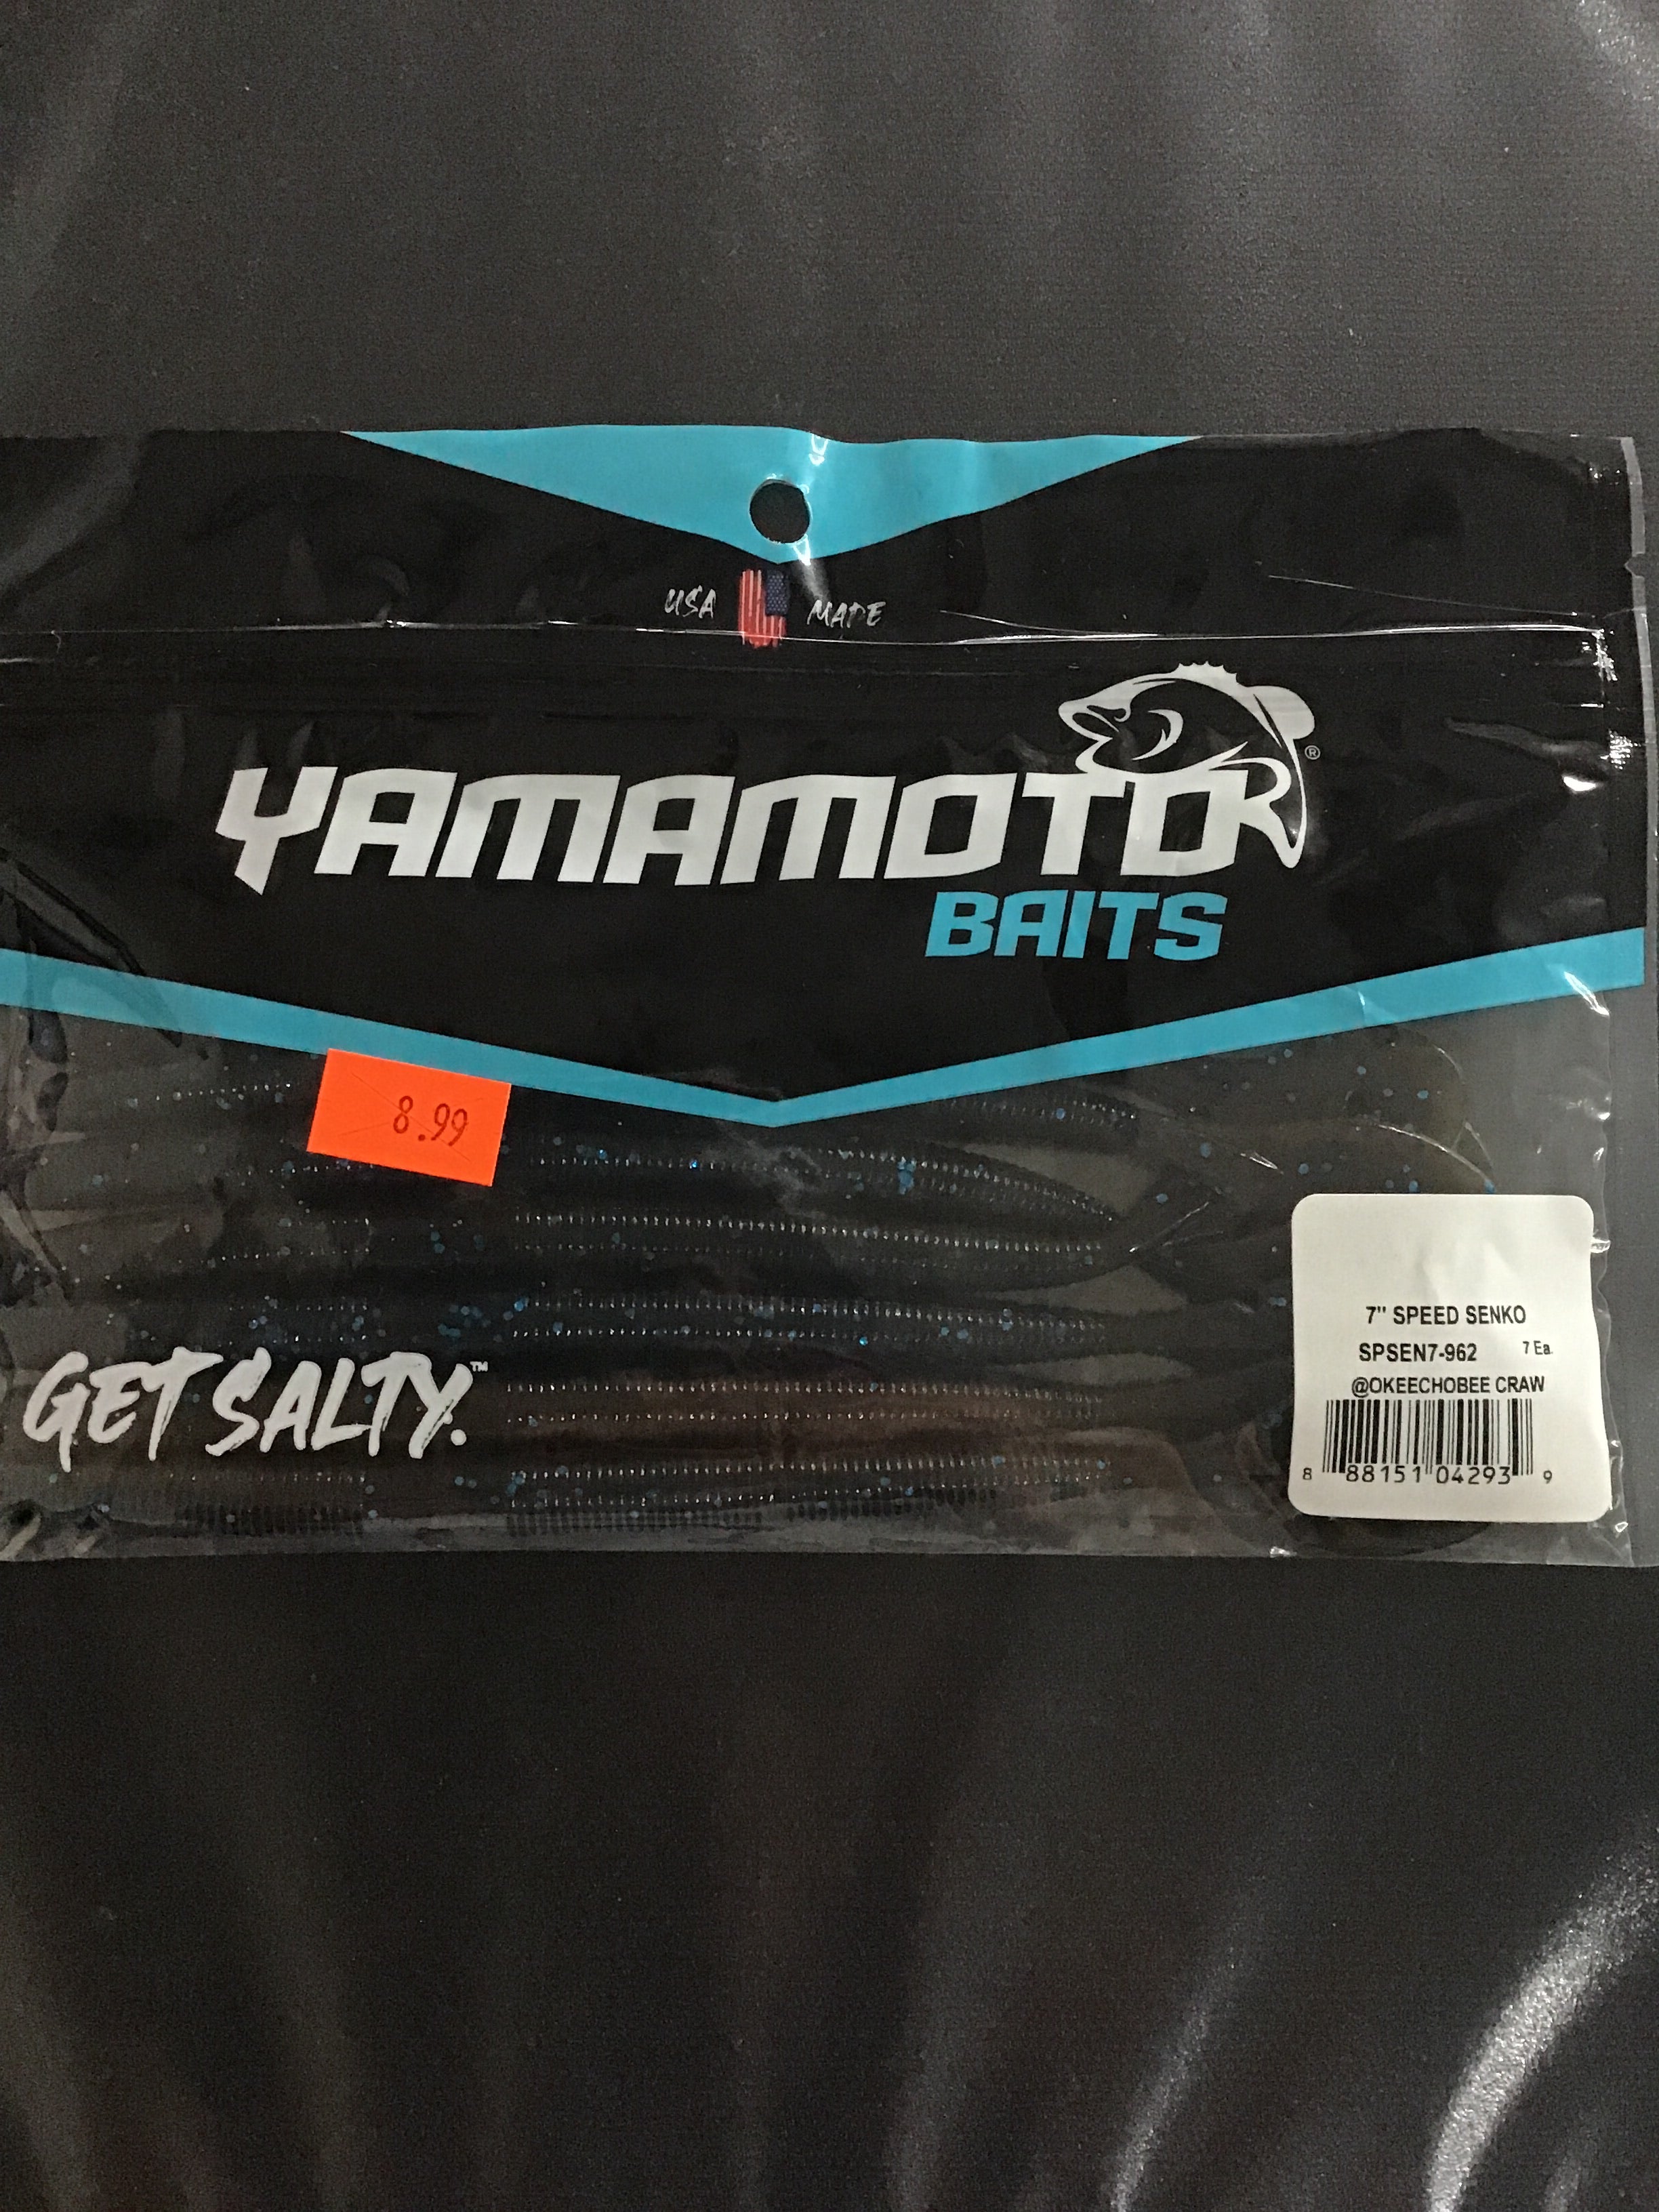 USA MADE
YAMAMOTO ®
BAITS
8.99
GET SALTY.™
7" SPEED SENKO
SPSEN7-962 7 Ea.
@OKEECHOBEE CRAW
8 88151 04293 9